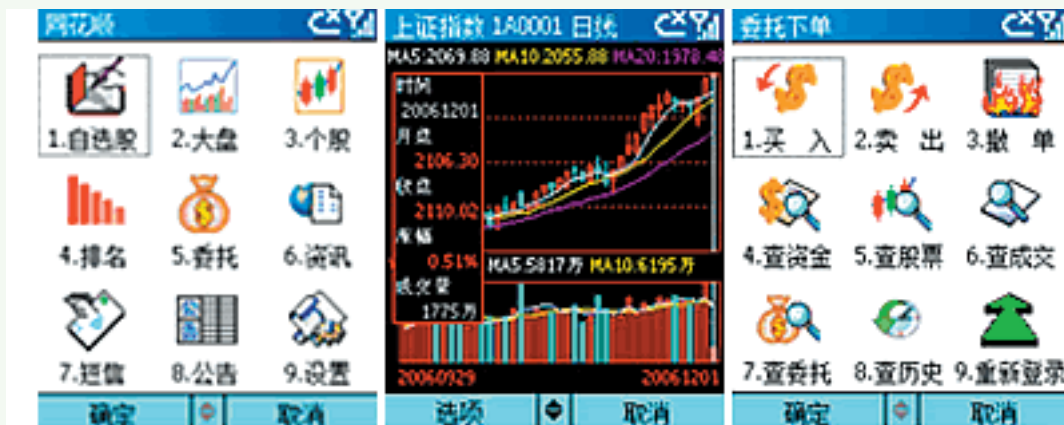 同花顺
1.自选股 2.大盘 3.个股
4.排名 5.委托 6.资讯
7.短信 8.公告 9.设置
确定 取消
上证指数 1A0001 日线
MA5:2069.88 MA10:2055.88 MA20:1978.48
时间
20061201
月盘
2106.30
收盘
2110.02
涨幅
0.51%
成交量
1775万
MA5:5817万 MA10:6195万
20060929 20061201
选项 取消
委托下单
1.买 入 2.卖 出 3.撤 单
4.查资金 5.查股票 6.查成交
7.查委托 8.查历史 9.重新登录
确定 取消